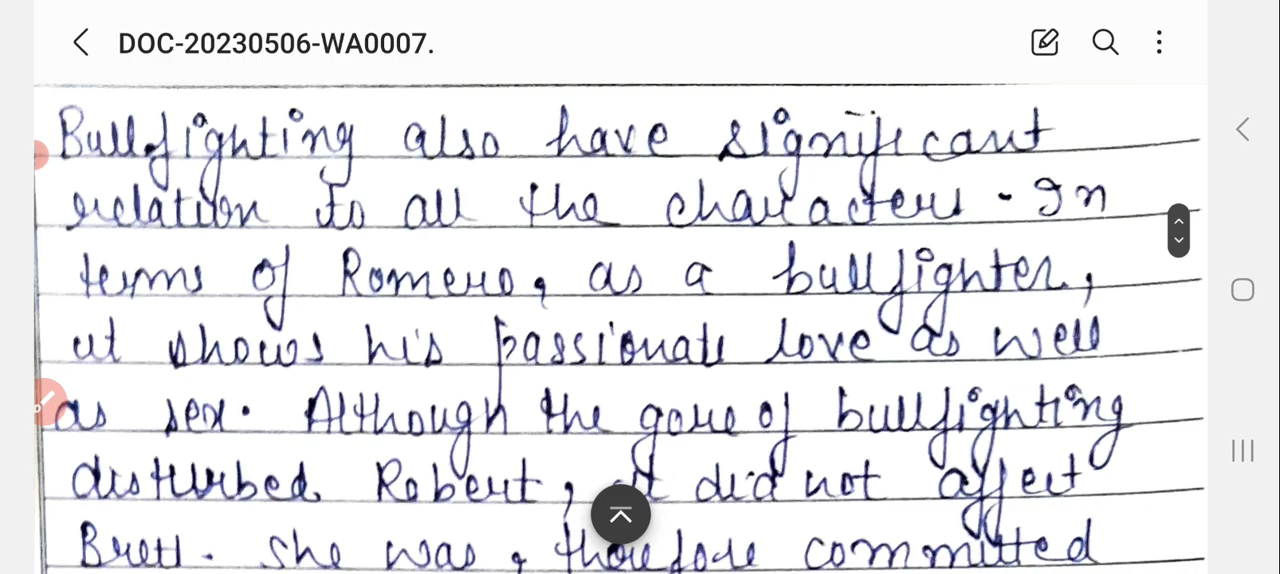 DOC-20230506-WA0007.
Bullfighting also have significant
relation to all the characters. In
terms of Romero, as a bullfighter,
it shows his passionate love as well
as sex. Although the gore of bullfighting
disturbed Robert, it did not affect
Brett. She was, therefore committed